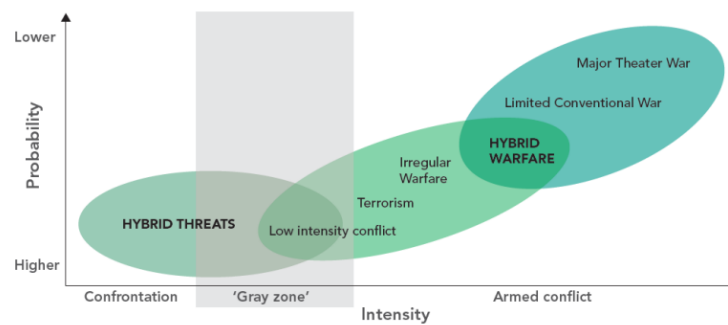 Lower
Major Theater War
Limited Conventional War
Probability
HYBRID
WARFARE
Irregular
Warfare
Terrorism
HYBRID THREATS
Low intensity conflict
Higher
Confrontation
‘Gray zone’
Armed conflict
Intensity